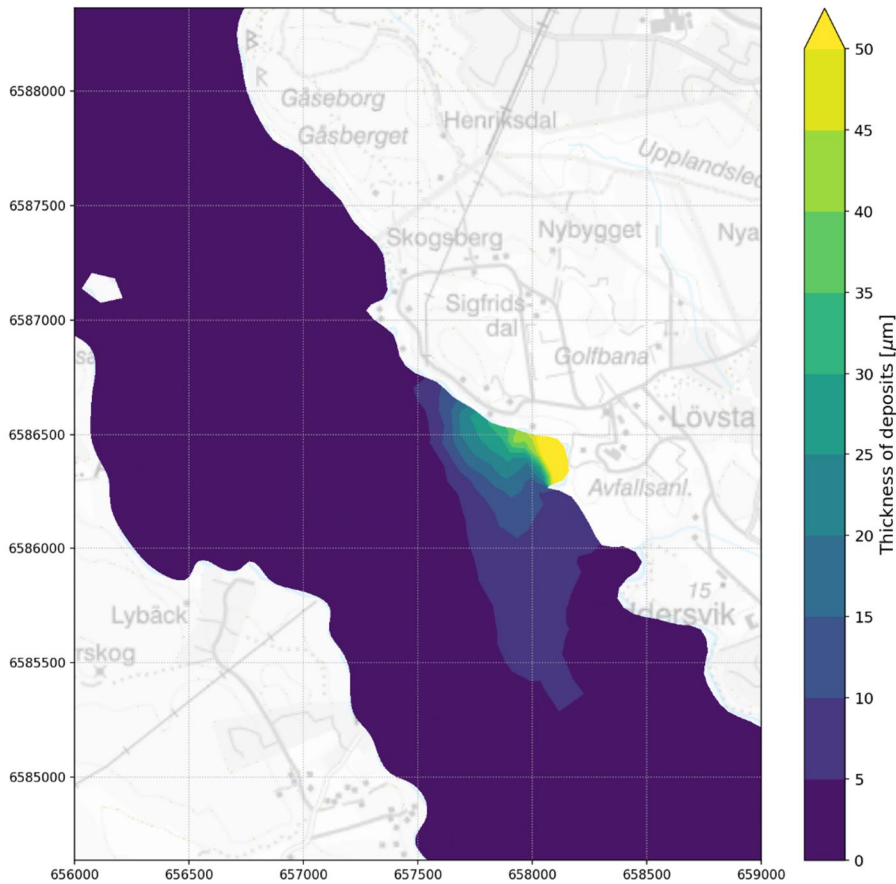 6588000
6587500
6587000
6586500
6586000
6585500
6585000
656000
656500
657000
657500
658000
658500
659000
R
R
Gåseborg
Gåsberget
Henriksdal
Upplandsled
Skogsberg
Nybygget
Nya
Sigfrids-
dal
Golfbana
Lövsta
Avfallsanl.
15
ldersvik
Lybäck
rskog
sa
50
45
40
35
30
25
20
15
10
5
0
Thickness of deposits [μm]